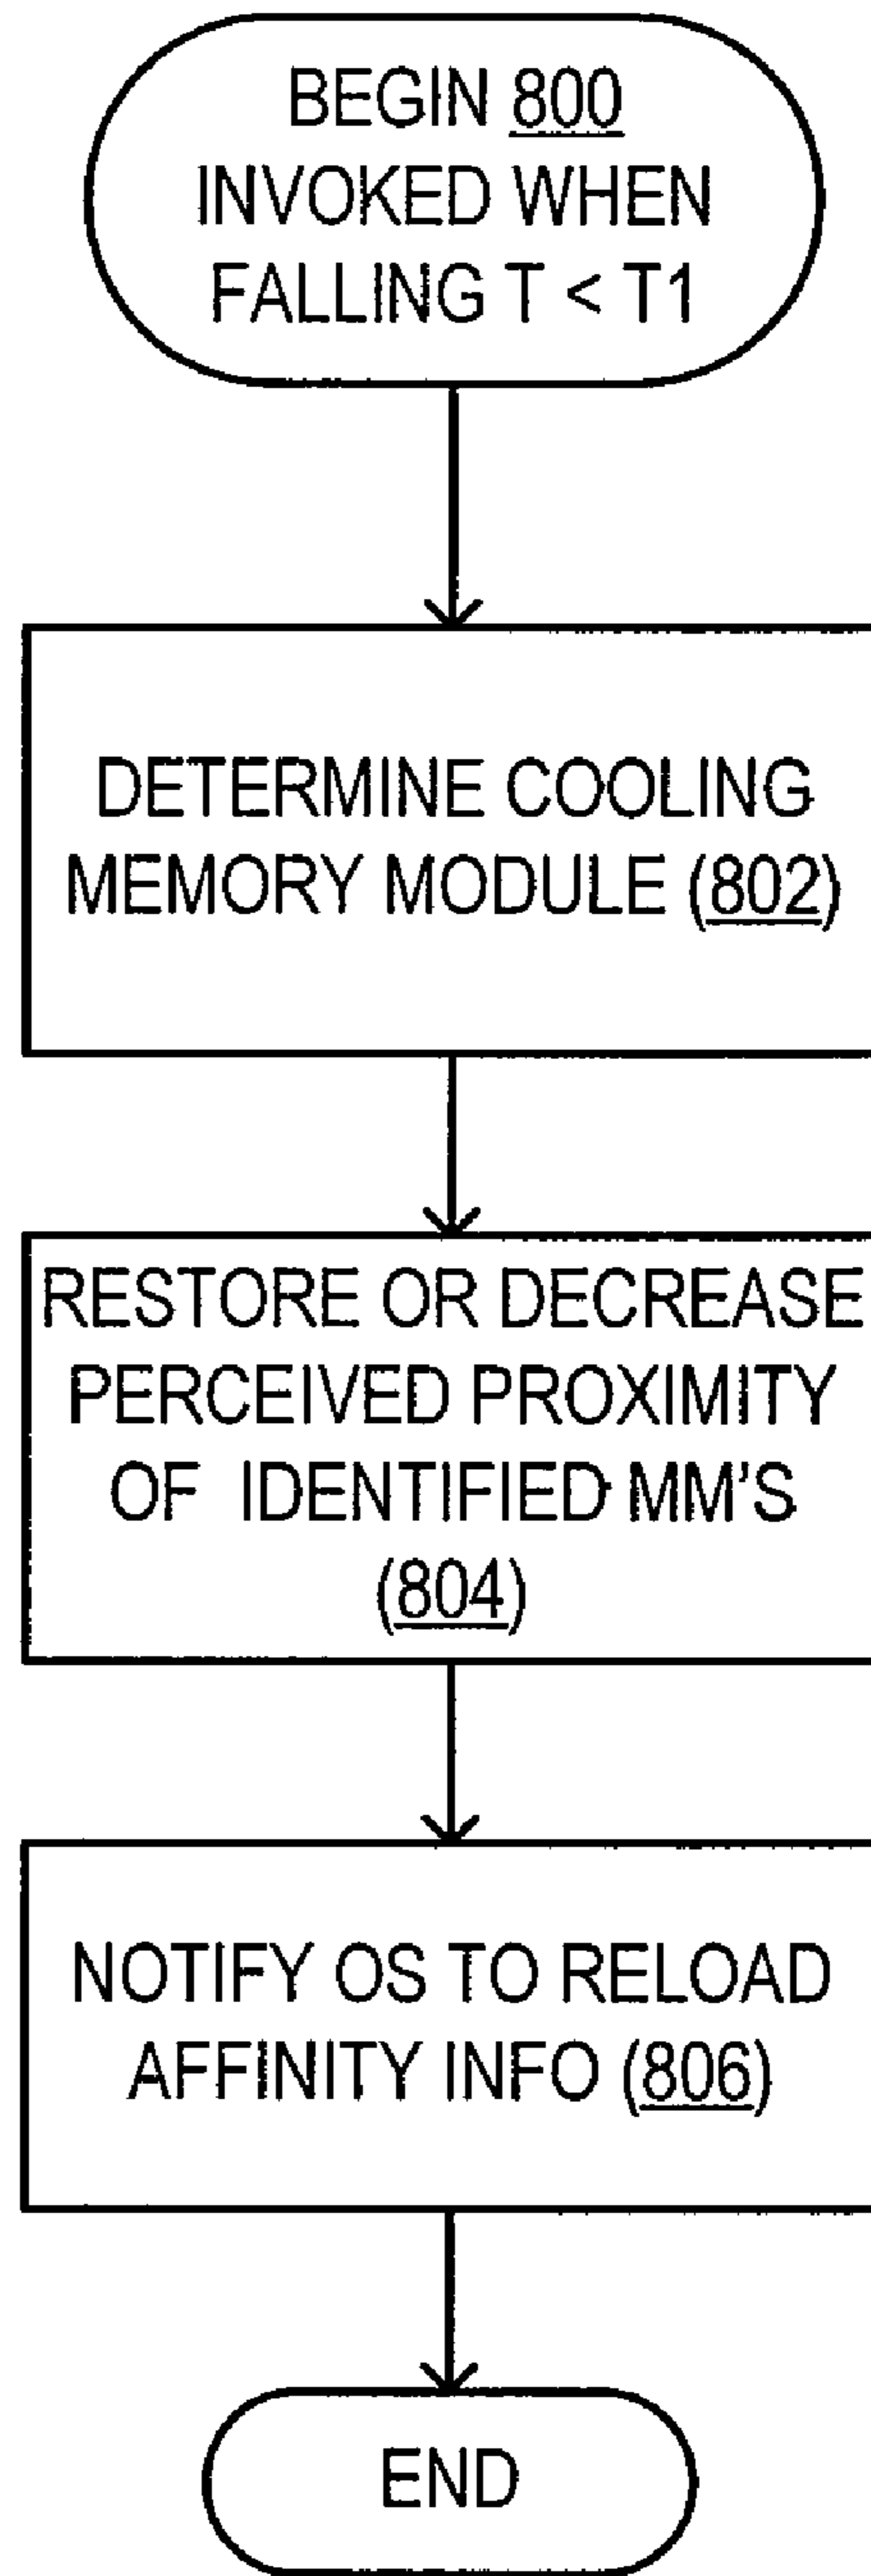 BEGIN 800
INVOKED WHEN
FALLING T < T1
DETERMINE COOLING
MEMORY MODULE (802)
RESTORE OR DECREASE
PERCEIVED PROXIMITY
OF IDENTIFIED MM'S
(804)
NOTIFY OS TO RELOAD
AFFINITY INFO (806)
END